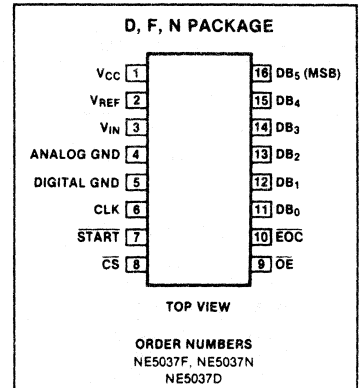 D, F, N PACKAGE
VCC 1 16 DB5 (MSB)
VREF 2 15 DB4
VIN 3 14 DB3
ANALOG GND 4 13 DB2
DIGITAL GND 5 12 DB1
CLK 6 11 DB0
START 7 10 EOC
CS 8 9 OE
TOP VIEW
ORDER NUMBERS
NE5037F, NE5037N
NE5037D